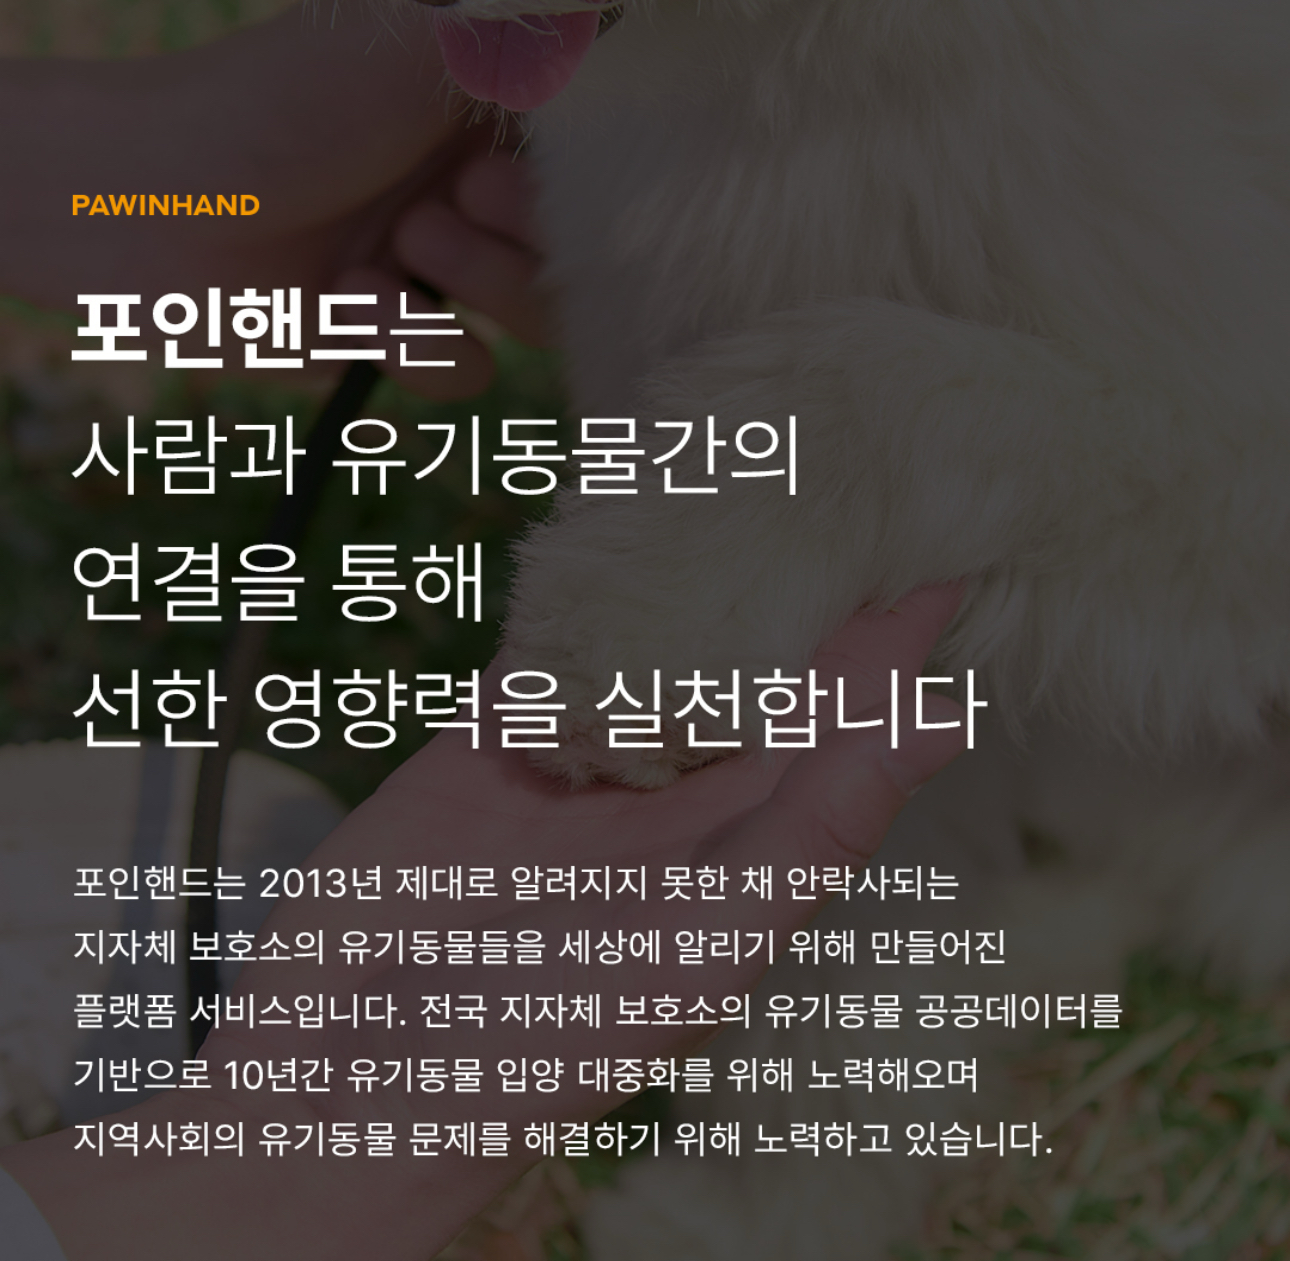 PAWINHAND
포인핸드는
사람과 유기동물간의
연결을 통해
선한 영향력을 실천합니다
포인핸드는 2013년 제대로 알려지지 못한 채 안락사되는
지자체 보호소의 유기동물들을 세상에 알리기 위해 만들어진
플랫폼 서비스입니다. 전국 지자체 보호소의 유기동물 공공데이터를
기반으로 10년간 유기동물 입양 대중화를 위해 노력해오며
지역사회의 유기동물 문제를 해결하기 위해 노력하고 있습니다.